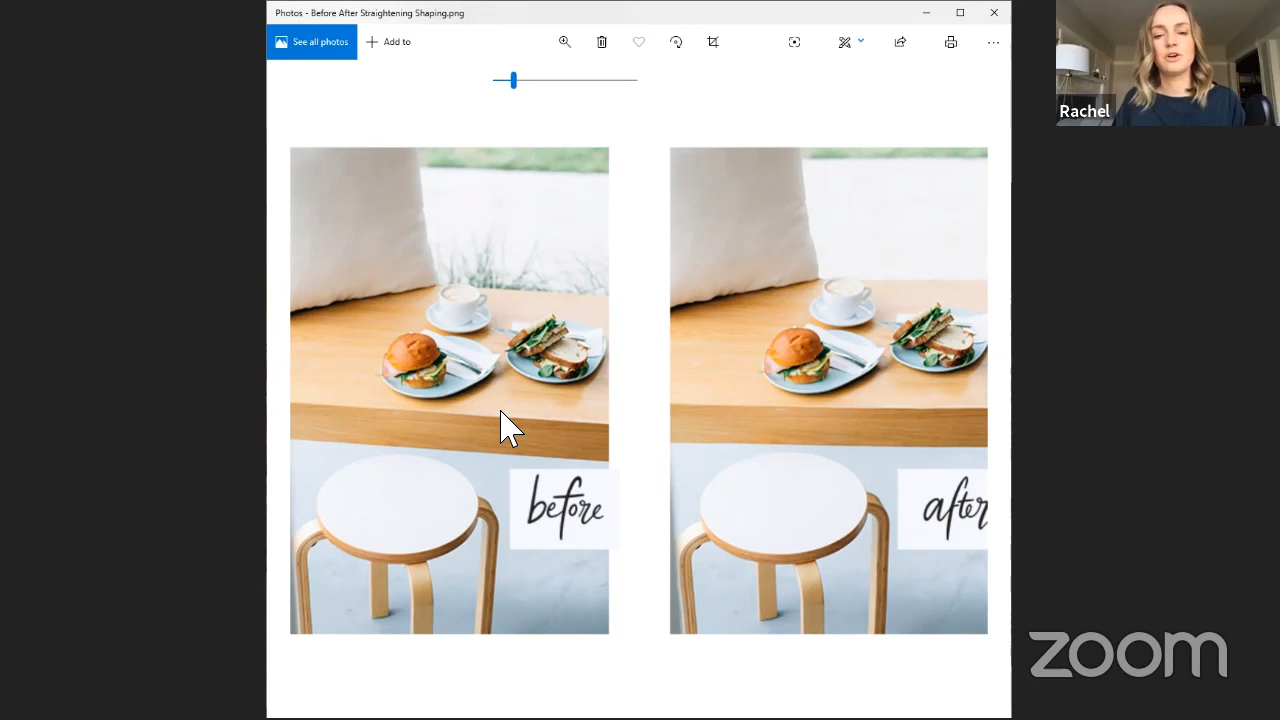 Photos - Before After Straightening Shaping.png
See all photos
Add to
Rachel
before
after
zoom